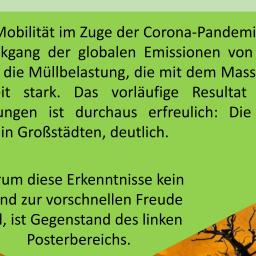 Mobilität im Zuge der Corona-Pandemi
kgang der globalen Emissionen von
die Müllbelastung, die mit dem Mass
it stark. Das vorläufige Resultat
ungen ist durchaus erfreulich: Die
in Großstädten, deutlich.
rum diese Erkenntnisse kein
nd zur vorschnellen Freude
, ist Gegenstand des linken
Posterbereichs.